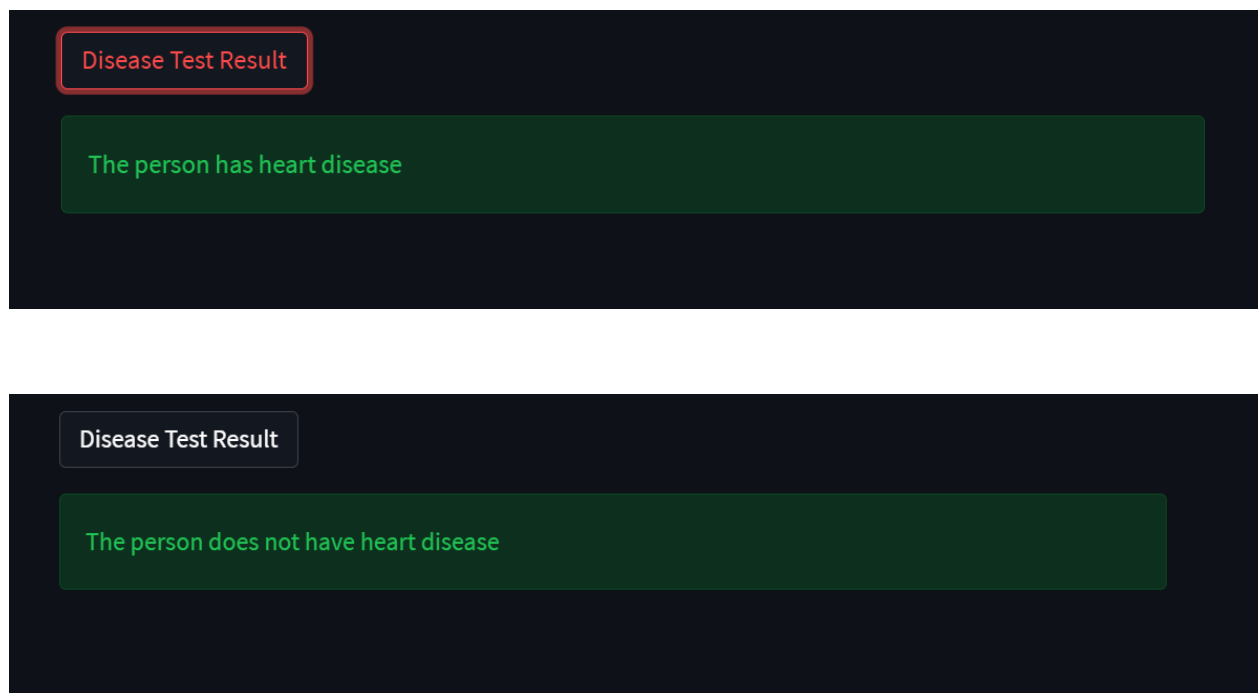 Disease Test Result
The person has heart disease
Disease Test Result
The person does not have heart disease